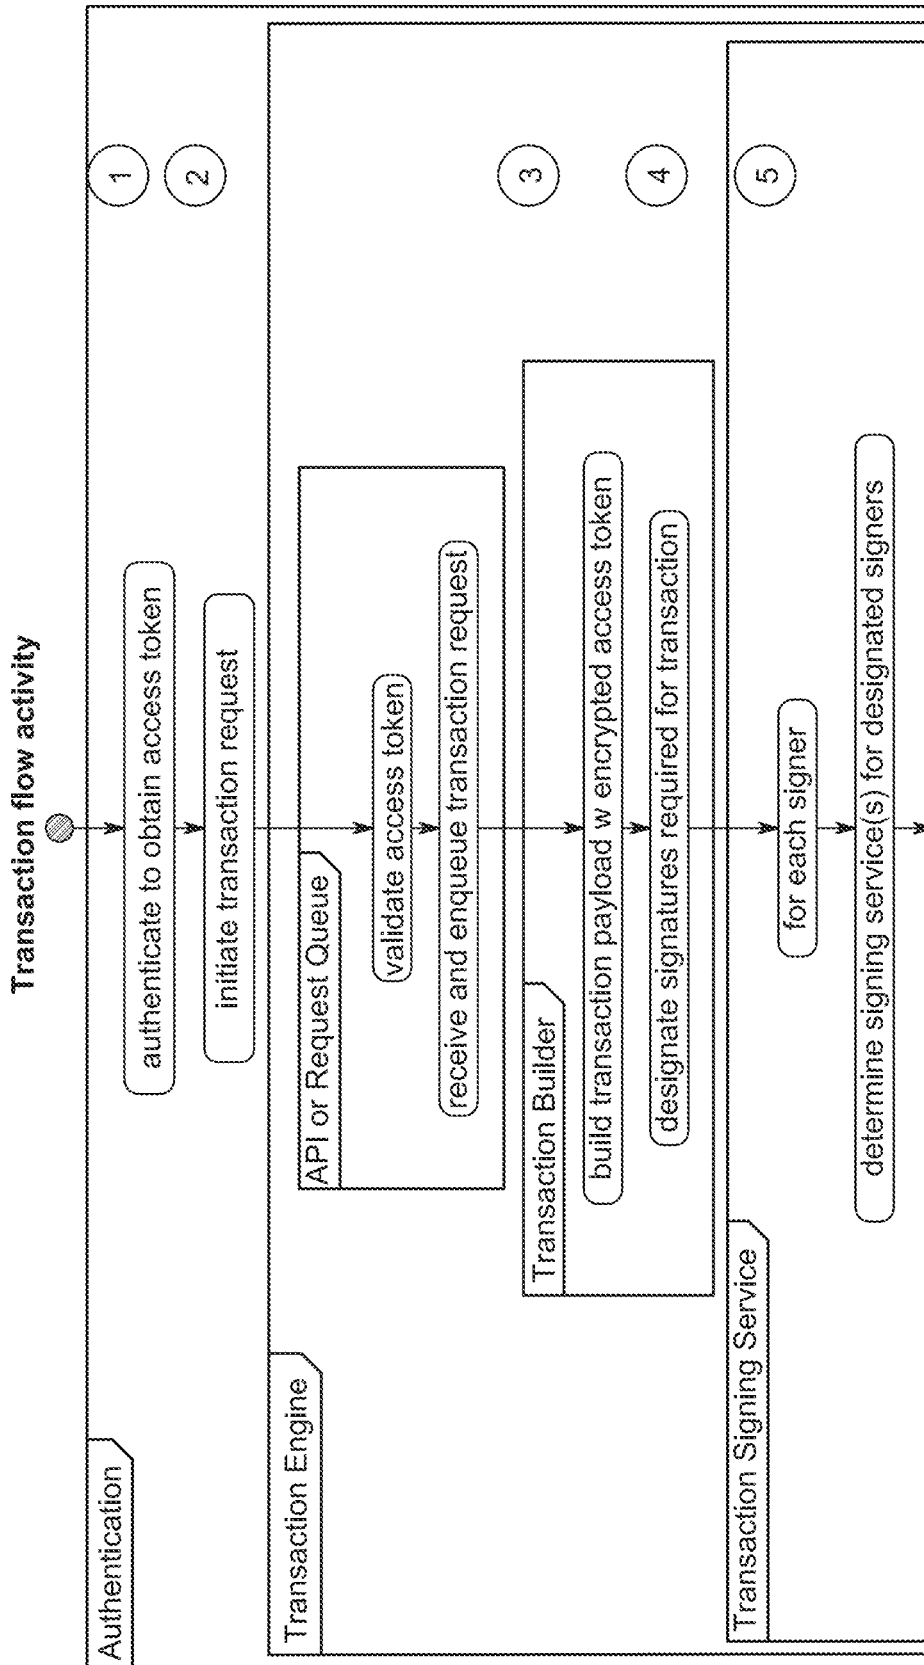 Transaction flow activity
Authentication
authenticate to obtain access token
1
initiate transaction request
2
Transaction Engine
API or Request Queue
validate access token
receive and enqueue transaction request
Transaction Builder
3
build transaction payload w encrypted access token
designate signatures required for transaction
4
Transaction Signing Service
5
for each signer
determine signing service(s) for designated signers